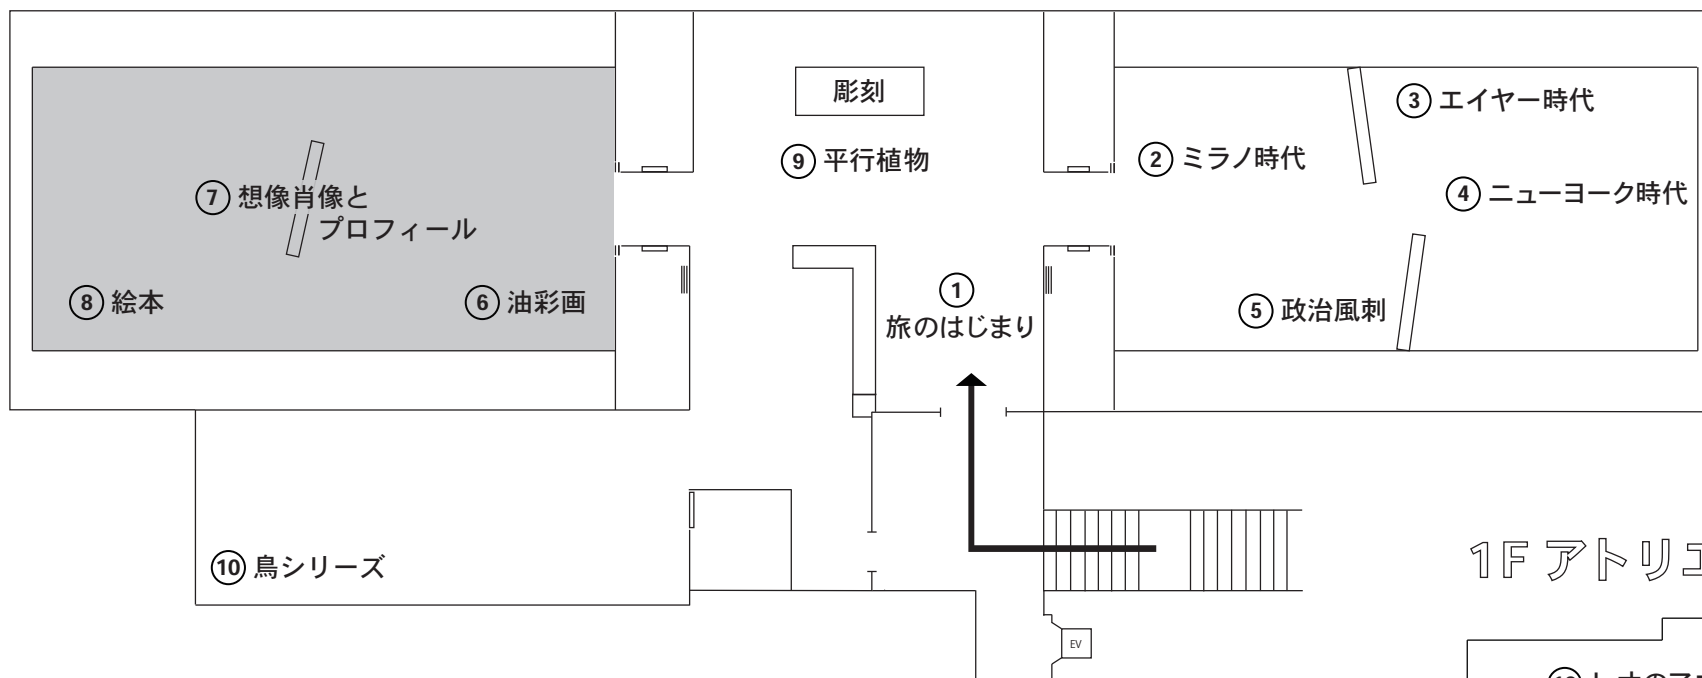 彫刻
③ エイヤー時代
⑨ 平行植物
② ミラノ時代
⑦ 想像肖像と
プロフィール
④ ニューヨーク時代
⑧ 絵本
⑥ 油彩画
①
旅のはじまり
⑤ 政治風刺
⑩ 鳥シリーズ
1F アトリエ
EV